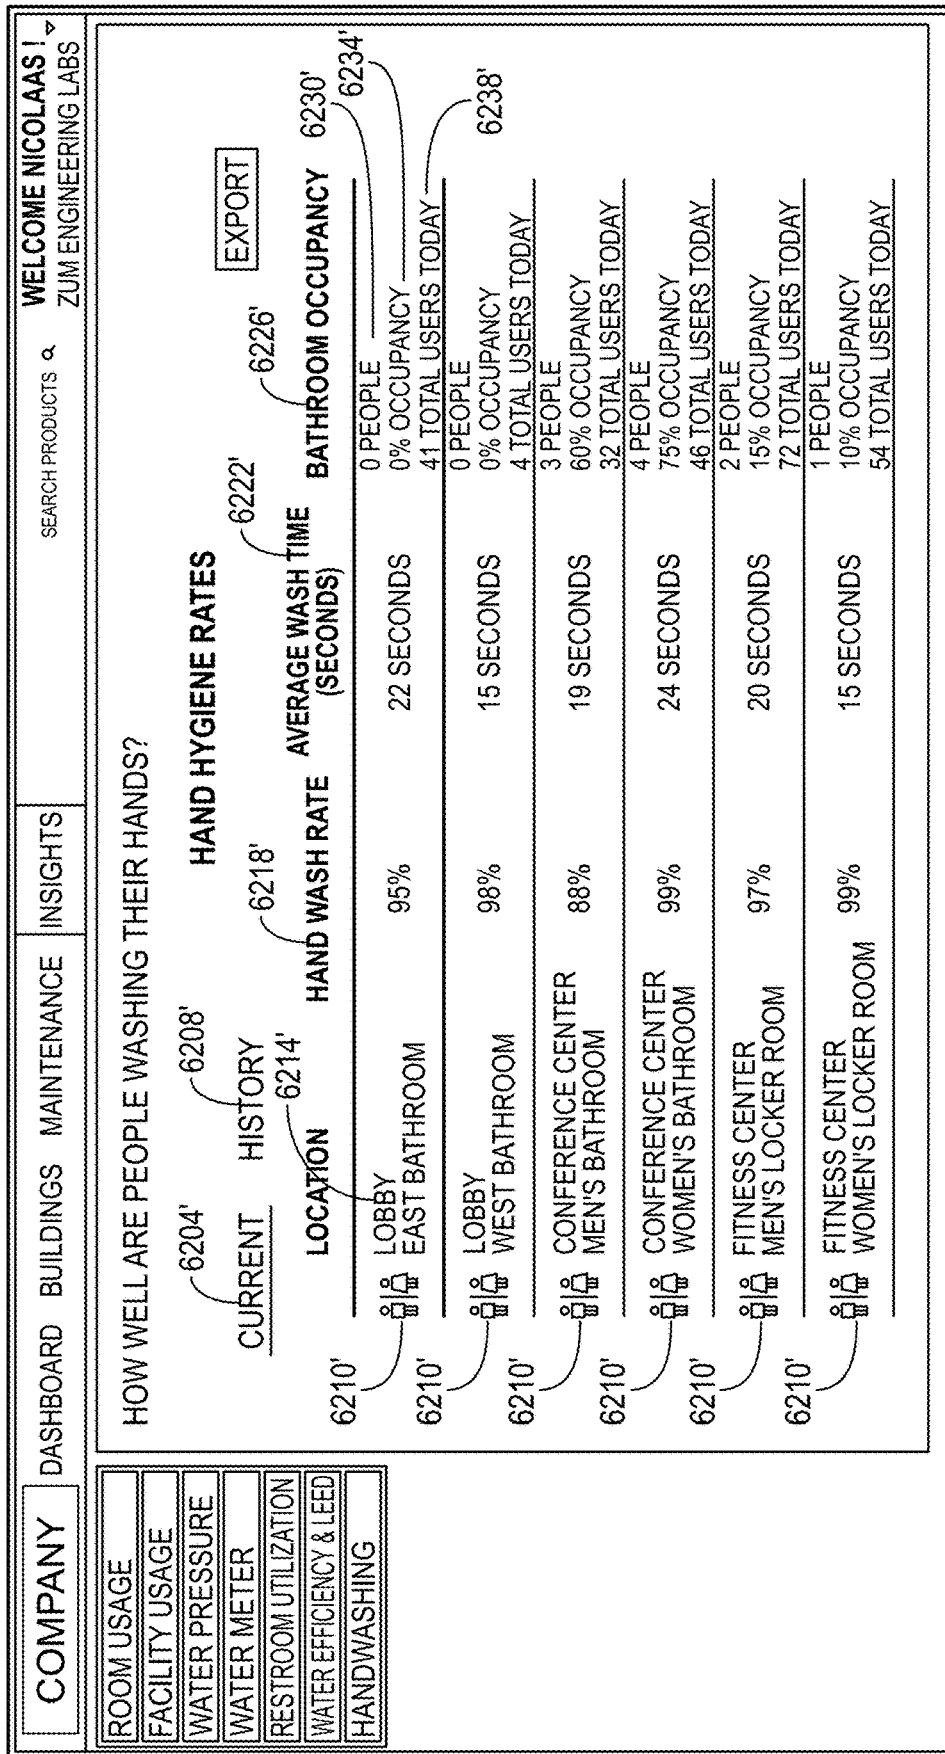 COMPANY
DASHBOARD
BUILDINGS
MAINTENANCE
INSIGHTS
SEARCH PRODUCTS
WELCOME NICOLAAS !
ZUM ENGINEERING LABS
ROOM USAGE
FACILITY USAGE
WATER PRESSURE
WATER METER
RESTROOM UTILIZATION
WATER EFFICIENCY & LEED
HANDWASHING
HOW WELL ARE PEOPLE WASHING THEIR HANDS?
6204'
6208'
HAND HYGIENE RATES
CURRENT
HISTORY
6218'
6222'
6226'
EXPORT
6214'
LOCATION
HAND WASH RATE
AVERAGE WASH TIME
(SECONDS)
BATHROOM OCCUPANCY
6230'
6234'
6238'
6210'
LOBBY
EAST BATHROOM
95%
22 SECONDS
0 PEOPLE
0% OCCUPANCY
41 TOTAL USERS TODAY
6210'
LOBBY
WEST BATHROOM
98%
15 SECONDS
0 PEOPLE
0% OCCUPANCY
4 TOTAL USERS TODAY
6210'
CONFERENCE CENTER
MEN'S BATHROOM
88%
19 SECONDS
3 PEOPLE
60% OCCUPANCY
32 TOTAL USERS TODAY
6210'
CONFERENCE CENTER
WOMEN'S BATHROOM
99%
24 SECONDS
4 PEOPLE
75% OCCUPANCY
46 TOTAL USERS TODAY
6210'
FITNESS CENTER
MEN'S LOCKER ROOM
97%
20 SECONDS
2 PEOPLE
15% OCCUPANCY
72 TOTAL USERS TODAY
6210'
FITNESS CENTER
WOMEN'S LOCKER ROOM
99%
15 SECONDS
1 PEOPLE
10% OCCUPANCY
54 TOTAL USERS TODAY